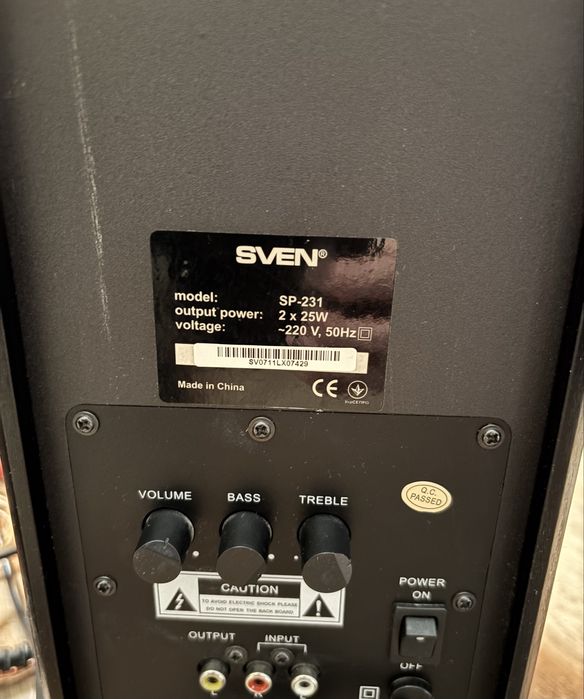 SVEN®
model: SP-231
output power: 2 x 25W
voltage: ~220 V, 50Hz
SV0711LX07429
Made in China CE
VOLUME BASS TREBLE
Q.C.
PASSED
CAUTION
TO AVOID ELECTRIC SHOCK PLEASE
DO NOT OPEN THE BACK BOARD
POWER
ON
OUTPUT INPUT
OFF